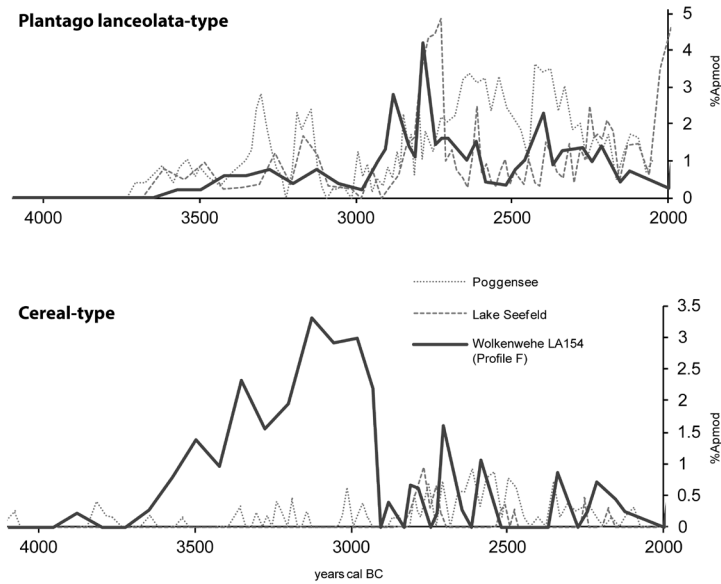 Plantago lanceolata-type
5
4
3
2
1
0
%Apmod
4000 3500 3000 2500 2000
Cereal-type
Poggensee
Lake Seefeld
Wolkenwehe LA154
(Profile F)
3.5
3
2.5
2
1.5
1
0.5
0
%Apmod
4000 3500 3000 2500 2000
years cal BC